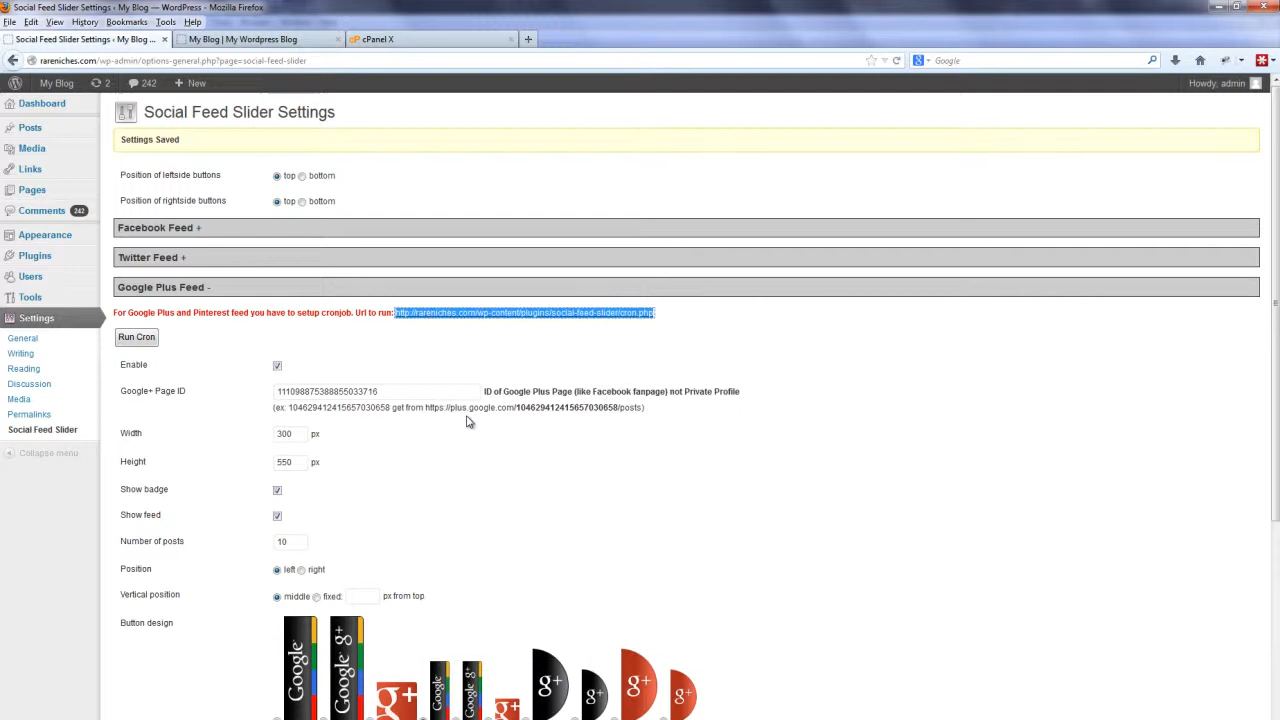 Social Feed Slider Settings ‹ My Blog — WordPress - Mozilla Firefox
File Edit View History Bookmarks Tools Help
Social Feed Slider Settings ‹ My Blog ... ×
My Blog | My Wordpress Blog ×
cPanel X ×
rareniches.com/wp-admin/options-general.php?page=social-feed-slider
Google
My Blog 2 242 + New
Howdy, admin
Dashboard
Posts
Media
Links
Pages
Comments 242
Appearance
Plugins
Users
Tools
Settings
General
Writing
Reading
Discussion
Media
Permalinks
Social Feed Slider
Collapse menu
Social Feed Slider Settings
Settings Saved
Position of leftside buttons top bottom
Position of rightside buttons top bottom
Facebook Feed +
Twitter Feed +
Google Plus Feed -
For Google Plus and Pinterest feed you have to setup cronjob. Url to run: http://rareniches.com/wp-content/plugins/social-feed-slider/cron.php
Run Cron
Enable
Google+ Page ID 111098875388855033716 ID of Google Plus Page (like Facebook fanpage) not Private Profile
(ex: 104629412415657030658 get from https://plus.google.com/104629412415657030658/posts)
Width 300 px
Height 550 px
Show badge
Show feed
Number of posts 10
Position left right
Vertical position middle fixed: px from top
Button design
Google
Google g+
g+
Google
Google g+
g+
g+
g+
g+
g+